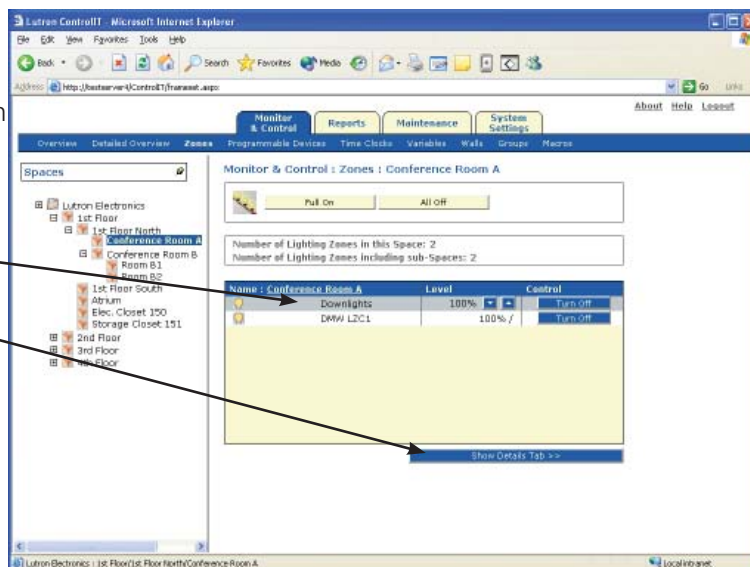 Lutron ControlIT - Microsoft Internet Explorer
File Edit View Favorites Tools Help
Back Search Favorites Media
Address http://bestserver4/ControlIT/frameset.aspx Go Links
About Help Logout
Monitor & Control Reports Maintenance System Settings
Overview Detailed Overview Zones Programmable Devices Time Clocks Variables Walls Groups Macros
Spaces
Lutron Electronics
1st Floor
1st Floor North
Conference Room A
Conference Room B
Room B1
Room B2
1st Floor South
Atrium
Elec. Closet 150
Storage Closet 151
2nd Floor
3rd Floor
4th Floor
Monitor & Control : Zones : Conference Room A
Full On All Off
Number of Lighting Zones in this Space: 2
Number of Lighting Zones including sub-Spaces: 2
Name : Conference Room A Level Control
Downlights 100% Turn Off
DMW LZC1 100% / Turn Off
Show Details Tab >>
Lutron Electronics : 1st Floor/1st Floor North/Conference Room A
Local intranet